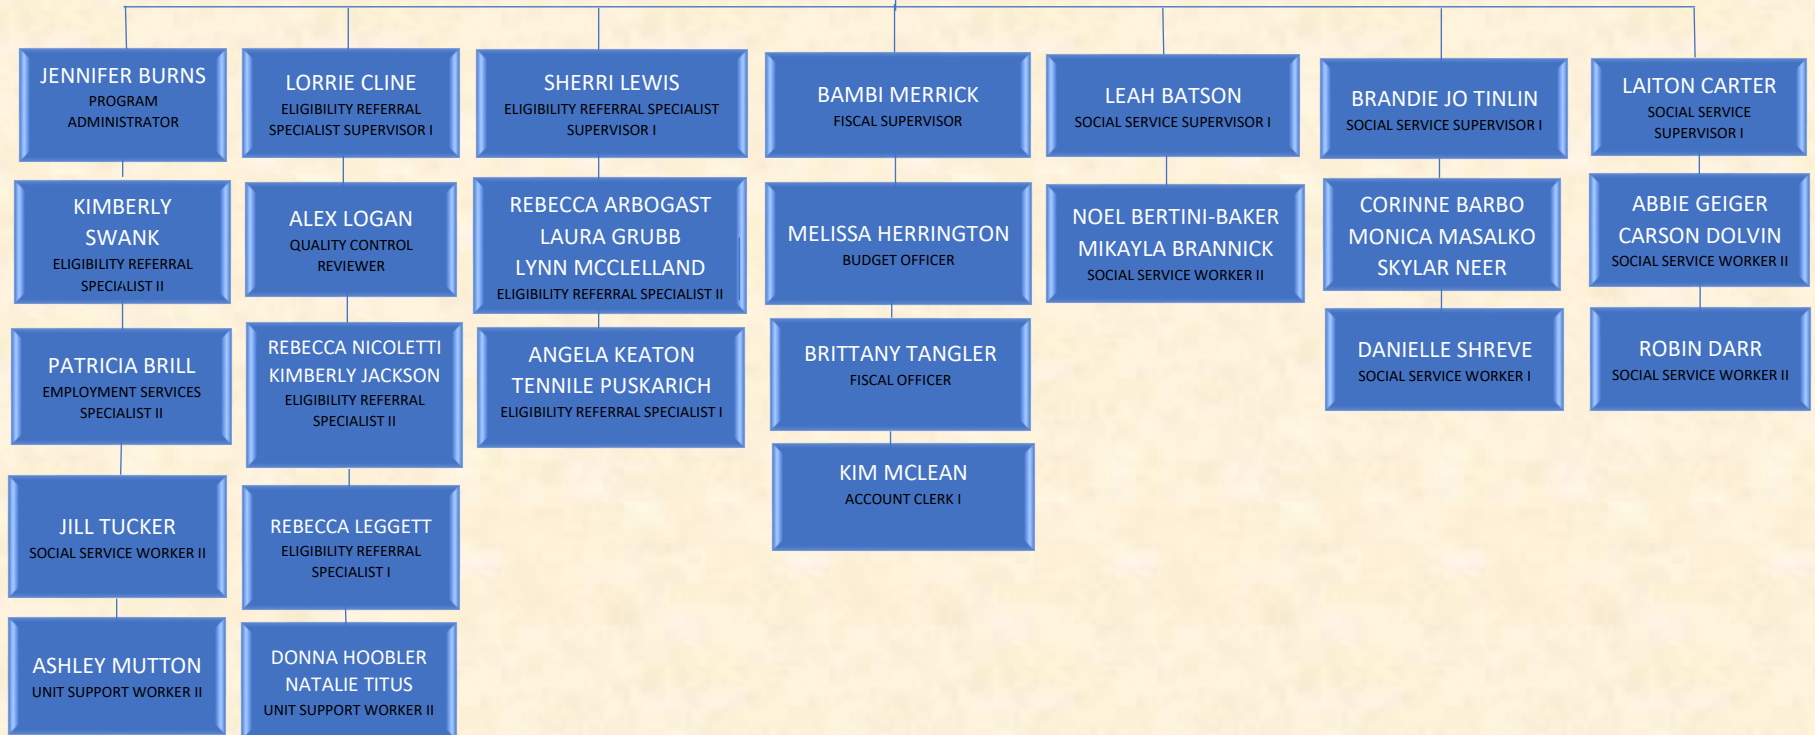 JENNIFER BURNS
PROGRAM
ADMINISTRATOR
KIMBERLY
SWANK
ELIGIBILITY REFERRAL
SPECIALIST II
PATRICIA BRILL
EMPLOYMENT SERVICES
SPECIALIST II
JILL TUCKER
SOCIAL SERVICE WORKER II
ASHLEY MUTTON
UNIT SUPPORT WORKER II
LORRIE CLINE
ELIGIBILITY REFERRAL
SPECIALIST SUPERVISOR I
ALEX LOGAN
QUALITY CONTROL
REVIEWER
REBECCA NICOLETTI
KIMBERLY JACKSON
ELIGIBILITY REFERRAL
SPECIALIST II
REBECCA LEGGETT
ELIGIBILITY REFERRAL
SPECIALIST I
DONNA HOOBLER
NATALIE TITUS
UNIT SUPPORT WORKER II
SHERRI LEWIS
ELIGIBILITY REFERRAL SPECIALIST
SUPERVISOR I
REBECCA ARBOGAST
LAURA GRUBB
LYNN MCCLELLAND
ELIGIBILITY REFERRAL SPECIALIST II
ANGELA KEATON
TENNILE PUSKARICH
ELIGIBILITY REFERRAL SPECIALIST I
BAMBI MERRICK
FISCAL SUPERVISOR
MELISSA HERRINGTON
BUDGET OFFICER
BRITTANY TANGLER
FISCAL OFFICER
KIM MCLEAN
ACCOUNT CLERK I
LEAH BATSON
SOCIAL SERVICE SUPERVISOR I
NOEL BERTINI-BAKER
MIKAYLA BRANNICK
SOCIAL SERVICE WORKER II
BRANDIE JO TINLIN
SOCIAL SERVICE SUPERVISOR I
CORINNE BARBO
MONICA MASALKO
SKYLAR NEER
DANIELLE SHREVE
SOCIAL SERVICE WORKER I
LAITON CARTER
SOCIAL SERVICE
SUPERVISOR I
ABBIE GEIGER
CARSON DOLVIN
SOCIAL SERVICE WORKER II
ROBIN DARR
SOCIAL SERVICE WORKER II